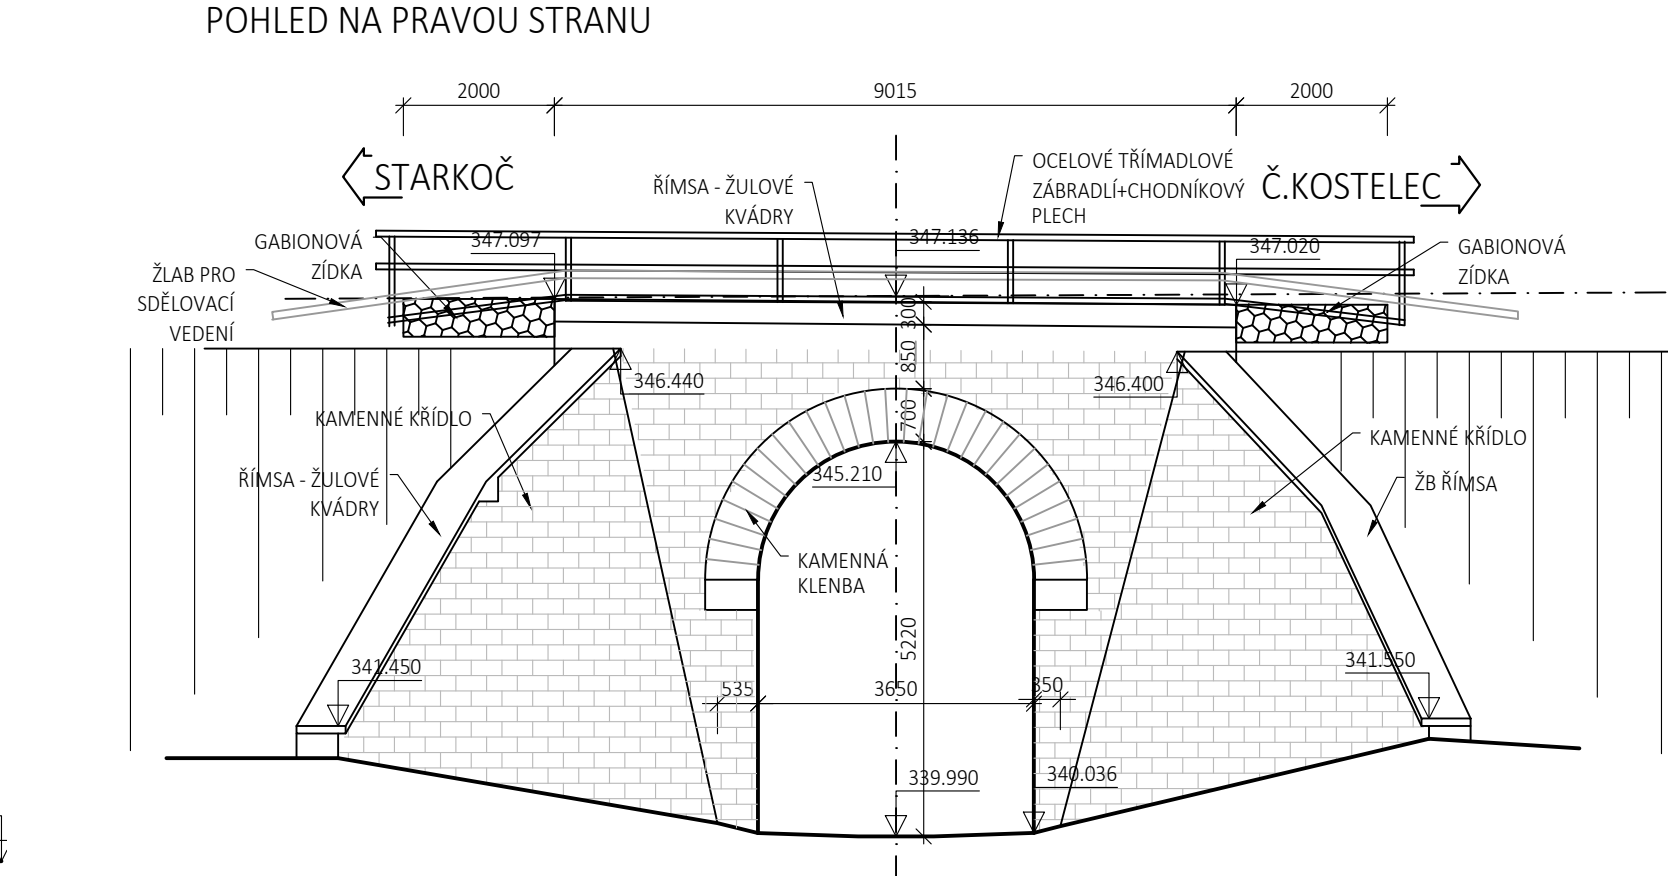 POHLED NA PRAVOU STRANU
2000
9015
2000
STARKOČ
Č.KOSTELEC
ŘÍMSA - ŽULOVÉ
KVÁDRY
OCELOVÉ TŘÍMADLOVÉ
ZÁBRADLÍ+CHODNÍKOVÝ
PLECH
GABIONOVÁ
ZÍDKA
347.097
347.136
347.020
GABIONOVÁ
ZÍDKA
ŽLAB PRO
SDĚLOVACÍ
VEDENÍ
300
850
700
346.440
346.400
KAMENNÉ KŘÍDLO
KAMENNÉ KŘÍDLO
ŘÍMSA - ŽULOVÉ
KVÁDRY
345.210
ŽB ŘÍMSA
KAMENNÁ
KLENBA
5220
341.450
341.550
535
3650
350
339.990
340.036